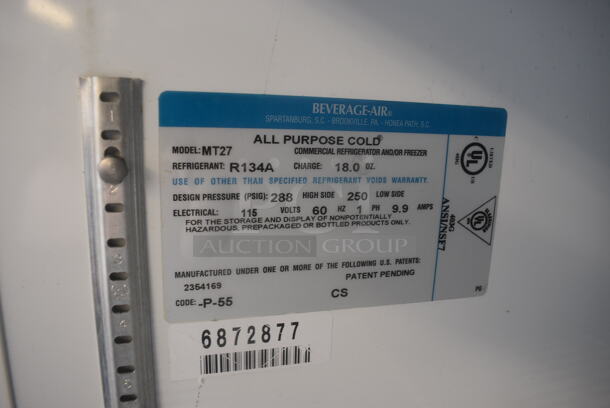 BEVERAGE-AIR®
SPARTANBURG, S.C. - BROOKVILLE, PA. - HONEA PATH, S.C.
ALL PURPOSE COLD
COMMERCIAL REFRIGERATOR AND/OR FREEZER
MODEL: MT27
REFRIGERANT: R134A CHARGE: 18.0 OZ.
USE OF OTHER THAN SPECIFIED REFRIGERANT VOIDS WARRANTY.
DESIGN PRESSURE (PSIG): 288 HIGH SIDE 250 LOW SIDE
ELECTRICAL: 115 VOLTS 60 HZ 1 PH 9.9 AMPS
FOR THE STORAGE AND DISPLAY OF NONPOTENTIALLY
HAZARDOUS, PREPACKAGED OR BOTTLED PRODUCTS ONLY.
AUCTION GROUP
MANUFACTURED UNDER ONE OR MORE OF THE FOLLOWING U.S. PATENTS:
2354169 PATENT PENDING
CODE: -P-55 CS
P6
LISTED
UL
ANSI/NSF7
6872877